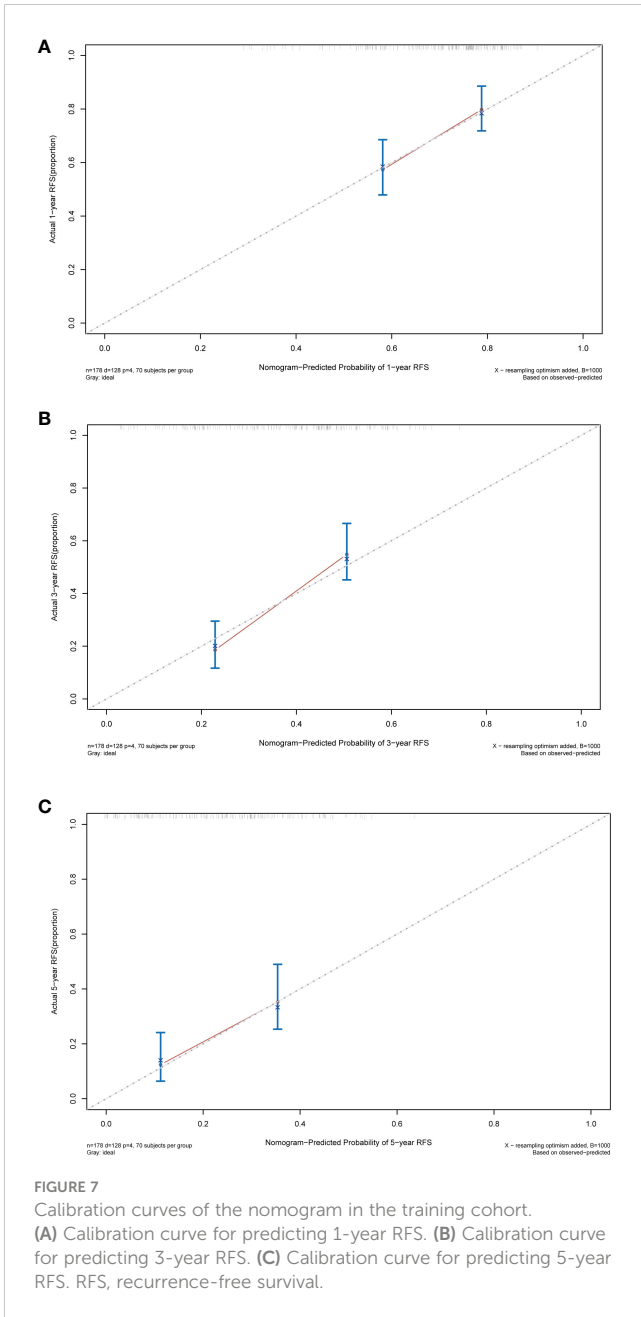 A
Actual 1−year RFS(proportion)
1.0
0.8
0.6
0.4
0.2
0.0
0.0 0.2 0.4 0.6 0.8 1.0
n=178 d=128 p=4, 70 subjects per group
Gray: ideal
Nomogram−Predicted Probability of 1−year RFS
X − resampling optimism added, B=1000
Based on observed−predicted
B
Actual 3−year RFS(proportion)
1.0
0.8
0.6
0.4
0.2
0.0
0.0 0.2 0.4 0.6 0.8 1.0
n=178 d=128 p=4, 70 subjects per group
Gray: ideal
Nomogram−Predicted Probability of 3−year RFS
X − resampling optimism added, B=1000
Based on observed−predicted
C
Actual 5−year RFS(proportion)
1.0
0.8
0.6
0.4
0.2
0.0
0.0 0.2 0.4 0.6 0.8 1.0
n=178 d=128 p=4, 70 subjects per group
Gray: ideal
Nomogram−Predicted Probability of 5−year RFS
X − resampling optimism added, B=1000
Based on observed−predicted
FIGURE 7
Calibration curves of the nomogram in the training cohort.
(A) Calibration curve for predicting 1-year RFS. (B) Calibration curve
for predicting 3-year RFS. (C) Calibration curve for predicting 5-year
RFS. RFS, recurrence-free survival.